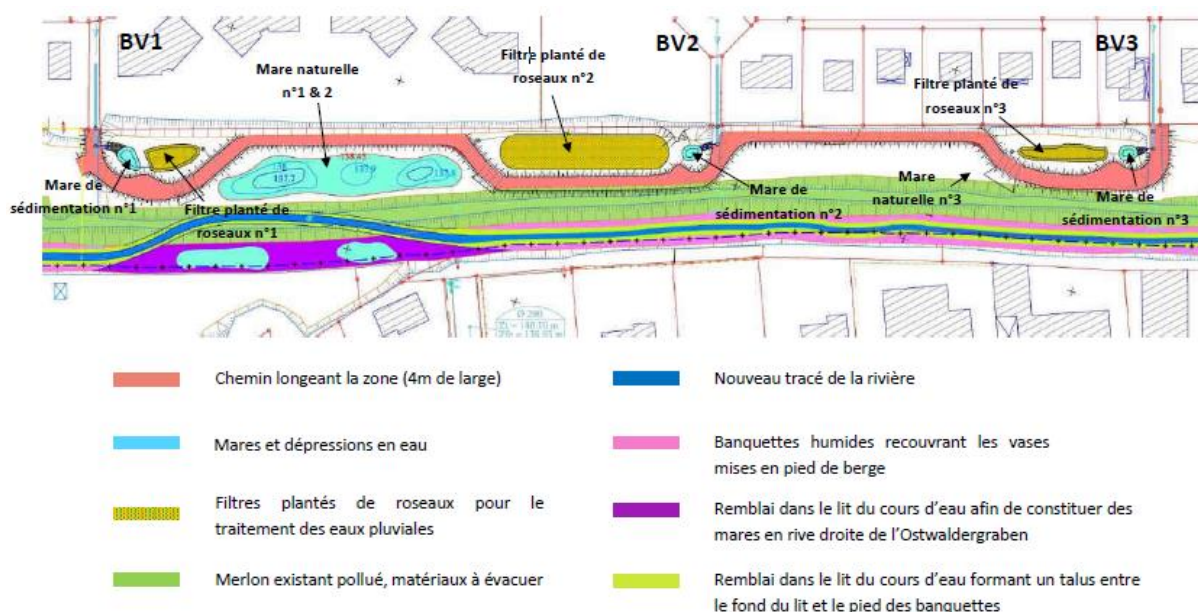 BV1
BV2
BV3
Filtre planté de
roseaux n°2
Mare naturelle
n°1 & 2
Filtre planté de
roseaux n°3
138.45
137.9
Mare de
sédimentation n°1
Filtre planté de
roseaux n°1
Mare de
sédimentation n°2
Mare
naturelle n°3
Mare de
sédimentation n°3
Chemin longeant la zone (4m de large)
Mares et dépressions en eau
Filtres plantés de roseaux pour le
traitement des eaux pluviales
Merlon existant pollué, matériaux à évacuer
Nouveau tracé de la rivière
Banquettes humides recouvrant les vases
mises en pied de berge
Remblai dans le lit du cours d’eau afin de constituer des
mares en rive droite de l’Ostwaldergraben
Remblai dans le lit du cours d’eau formant un talus entre
le fond du lit et le pied des banquettes